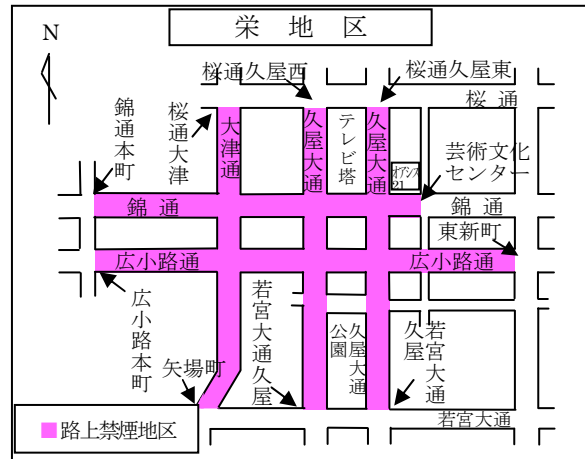 栄地区
N
桜通久屋西
桜通久屋東
桜通
錦通本町
桜通大津
大津通
久屋大通
テレビ塔
久屋大通
オアシス21
芸術文化センター
錦通
錦通
東新町
広小路通
広小路通
広小路本町
若宮大通久屋
久屋大通公園
若宮大通久屋
矢場町
若宮大通
路上禁煙地区